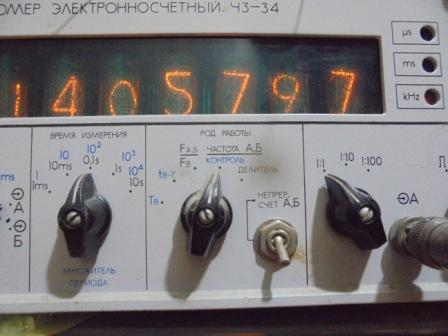 ОМЕР ЭЛЕКТРОННОСЧЕТНЫЙ Ч3-34
µs
ms
kHz
1405797
ВРЕМЯ ИЗМЕРЕНИЯ
1
1ms
10
10ms
10²
0,1s
10³
1s
10⁴
10s
МНОЖИТЕЛЬ
ПЕРИОДА
ms
А
Б
РОД РАБОТЫ
FА,Б ЧАСТОТА А,Б
FВ КОНТРОЛЬ
ДЕЛИТЕЛЬ
tВ-Г
TВ
НЕПРЕР.
СЧЕТ А,Б
1:1
1:10
1:100
А